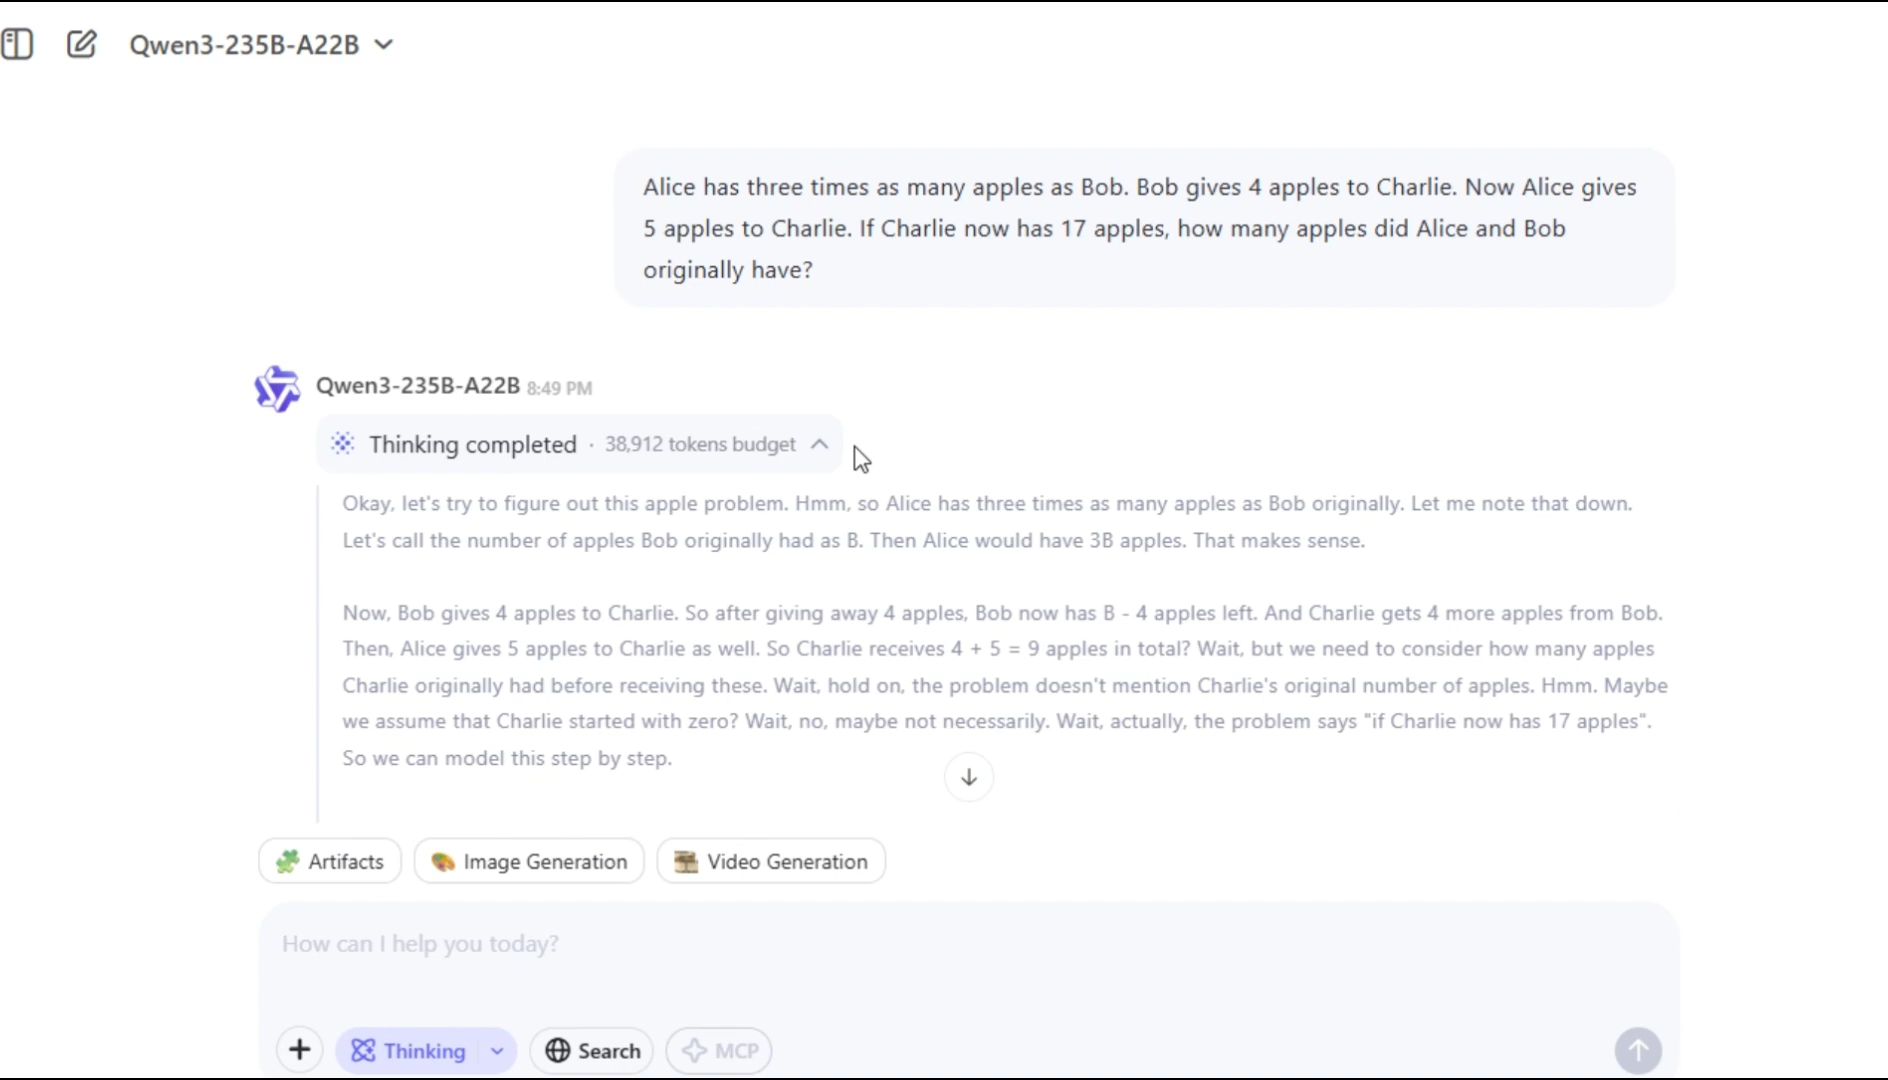 Qwen3-235B-A22B
Alice has three times as many apples as Bob. Bob gives 4 apples to Charlie. Now Alice gives
5 apples to Charlie. If Charlie now has 17 apples, how many apples did Alice and Bob
originally have?
Qwen3-235B-A22B 8:49 PM
Thinking completed · 38,912 tokens budget
Okay, let's try to figure out this apple problem. Hmm, so Alice has three times as many apples as Bob originally. Let me note that down.
Let's call the number of apples Bob originally had as B. Then Alice would have 3B apples. That makes sense.
Now, Bob gives 4 apples to Charlie. So after giving away 4 apples, Bob now has B - 4 apples left. And Charlie gets 4 more apples from Bob.
Then, Alice gives 5 apples to Charlie as well. So Charlie receives 4 + 5 = 9 apples in total? Wait, but we need to consider how many apples
Charlie originally had before receiving these. Wait, hold on, the problem doesn't mention Charlie's original number of apples. Hmm. Maybe
we assume that Charlie started with zero? Wait, no, maybe not necessarily. Wait, actually, the problem says "if Charlie now has 17 apples".
So we can model this step by step.
Artifacts Image Generation Video Generation
How can I help you today?
Thinking Search MCP